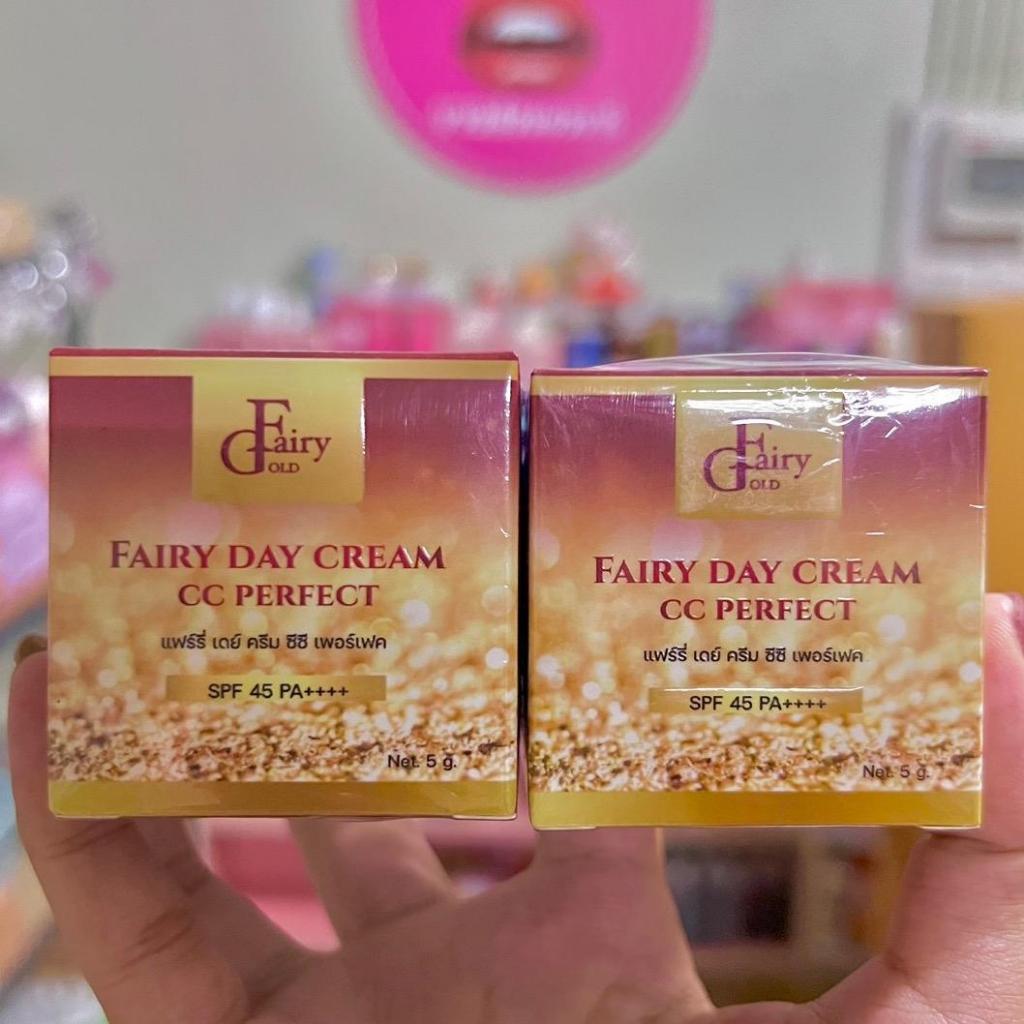 Fairy
GOLD
FAIRY DAY CREAM
CC PERFECT
แฟร์รี่ เดย์ ครีม ซีซี เพอร์เฟค
SPF 45 PA++++
Net. 5 g.
Fairy
GOLD
FAIRY DAY CREAM
CC PERFECT
แฟร์รี่ เดย์ ครีม ซีซี เพอร์เฟค
SPF 45 PA++++
Net. 5 g.